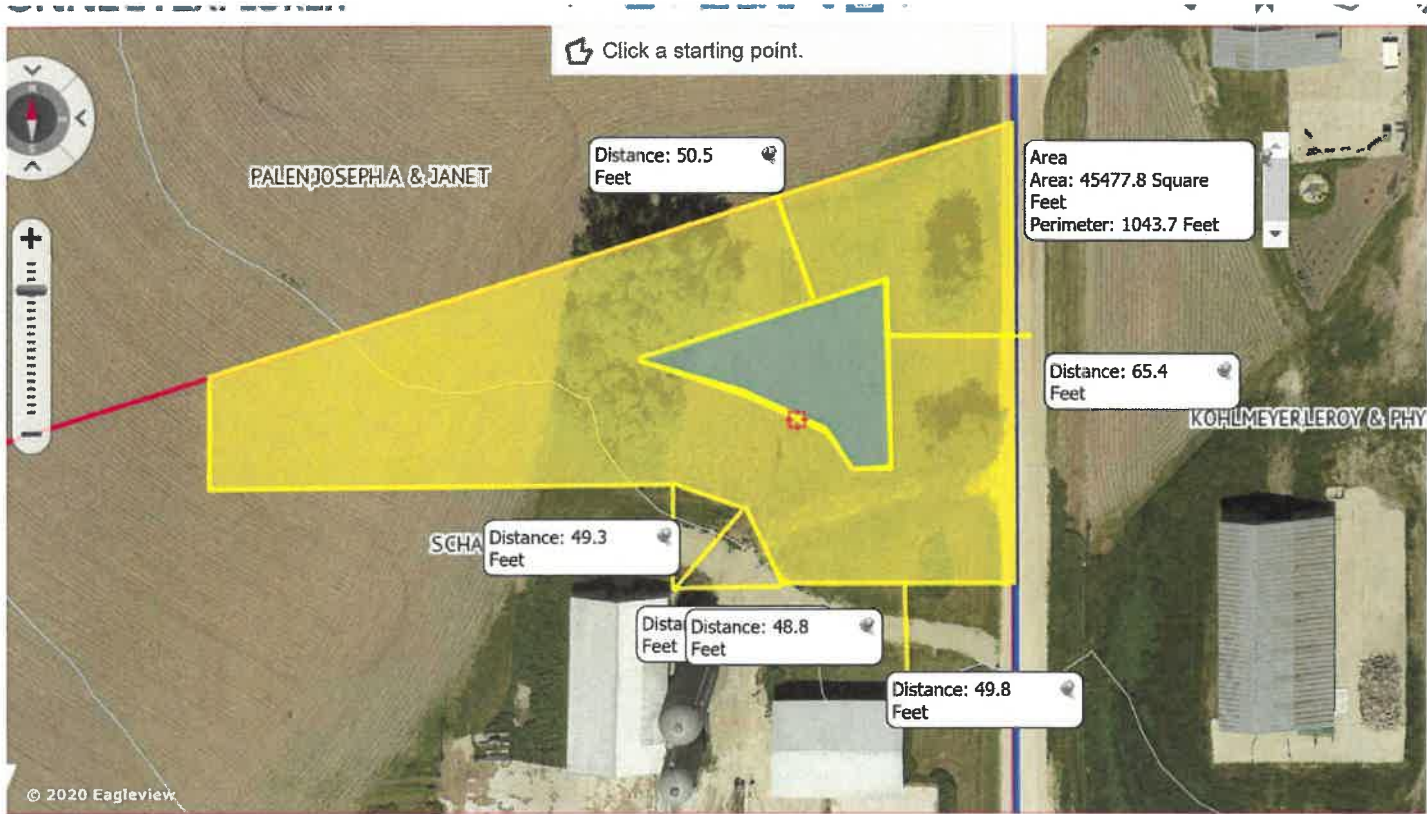 Click a starting point.
Distance: 50.5
Feet
PALEN,JOSEPH A & JANET
Area
Area: 45477.8 Square
Feet
Perimeter: 1043.7 Feet
Distance: 65.4
Feet
KOHLMEYER,LEROY & PHY
SCHA
Distance: 49.3
Feet
Dista
Feet
Distance: 48.8
Feet
Distance: 49.8
Feet
© 2020 Eagleview